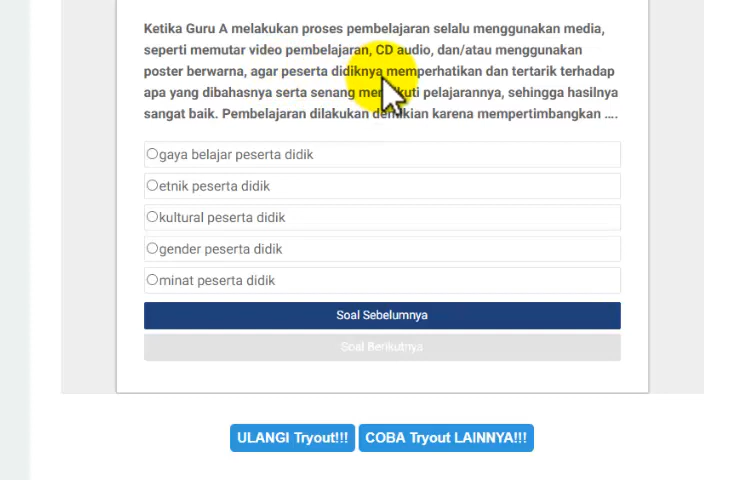 Ketika Guru A melakukan proses pembelajaran selalu menggunakan media,
seperti memutar video pembelajaran, CD audio, dan/atau menggunakan
poster berwarna, agar peserta didiknya memperhatikan dan tertarik terhadap
apa yang dibahasnya serta senang mengikuti pelajarannya, sehingga hasilnya
sangat baik. Pembelajaran dilakukan demikian karena mempertimbangkan ....
gaya belajar peserta didik
etnik peserta didik
kultural peserta didik
gender peserta didik
minat peserta didik
Soal Sebelumnya
Soal Berikutnya
ULANGI Tryout!!! COBA Tryout LAINNYA!!!